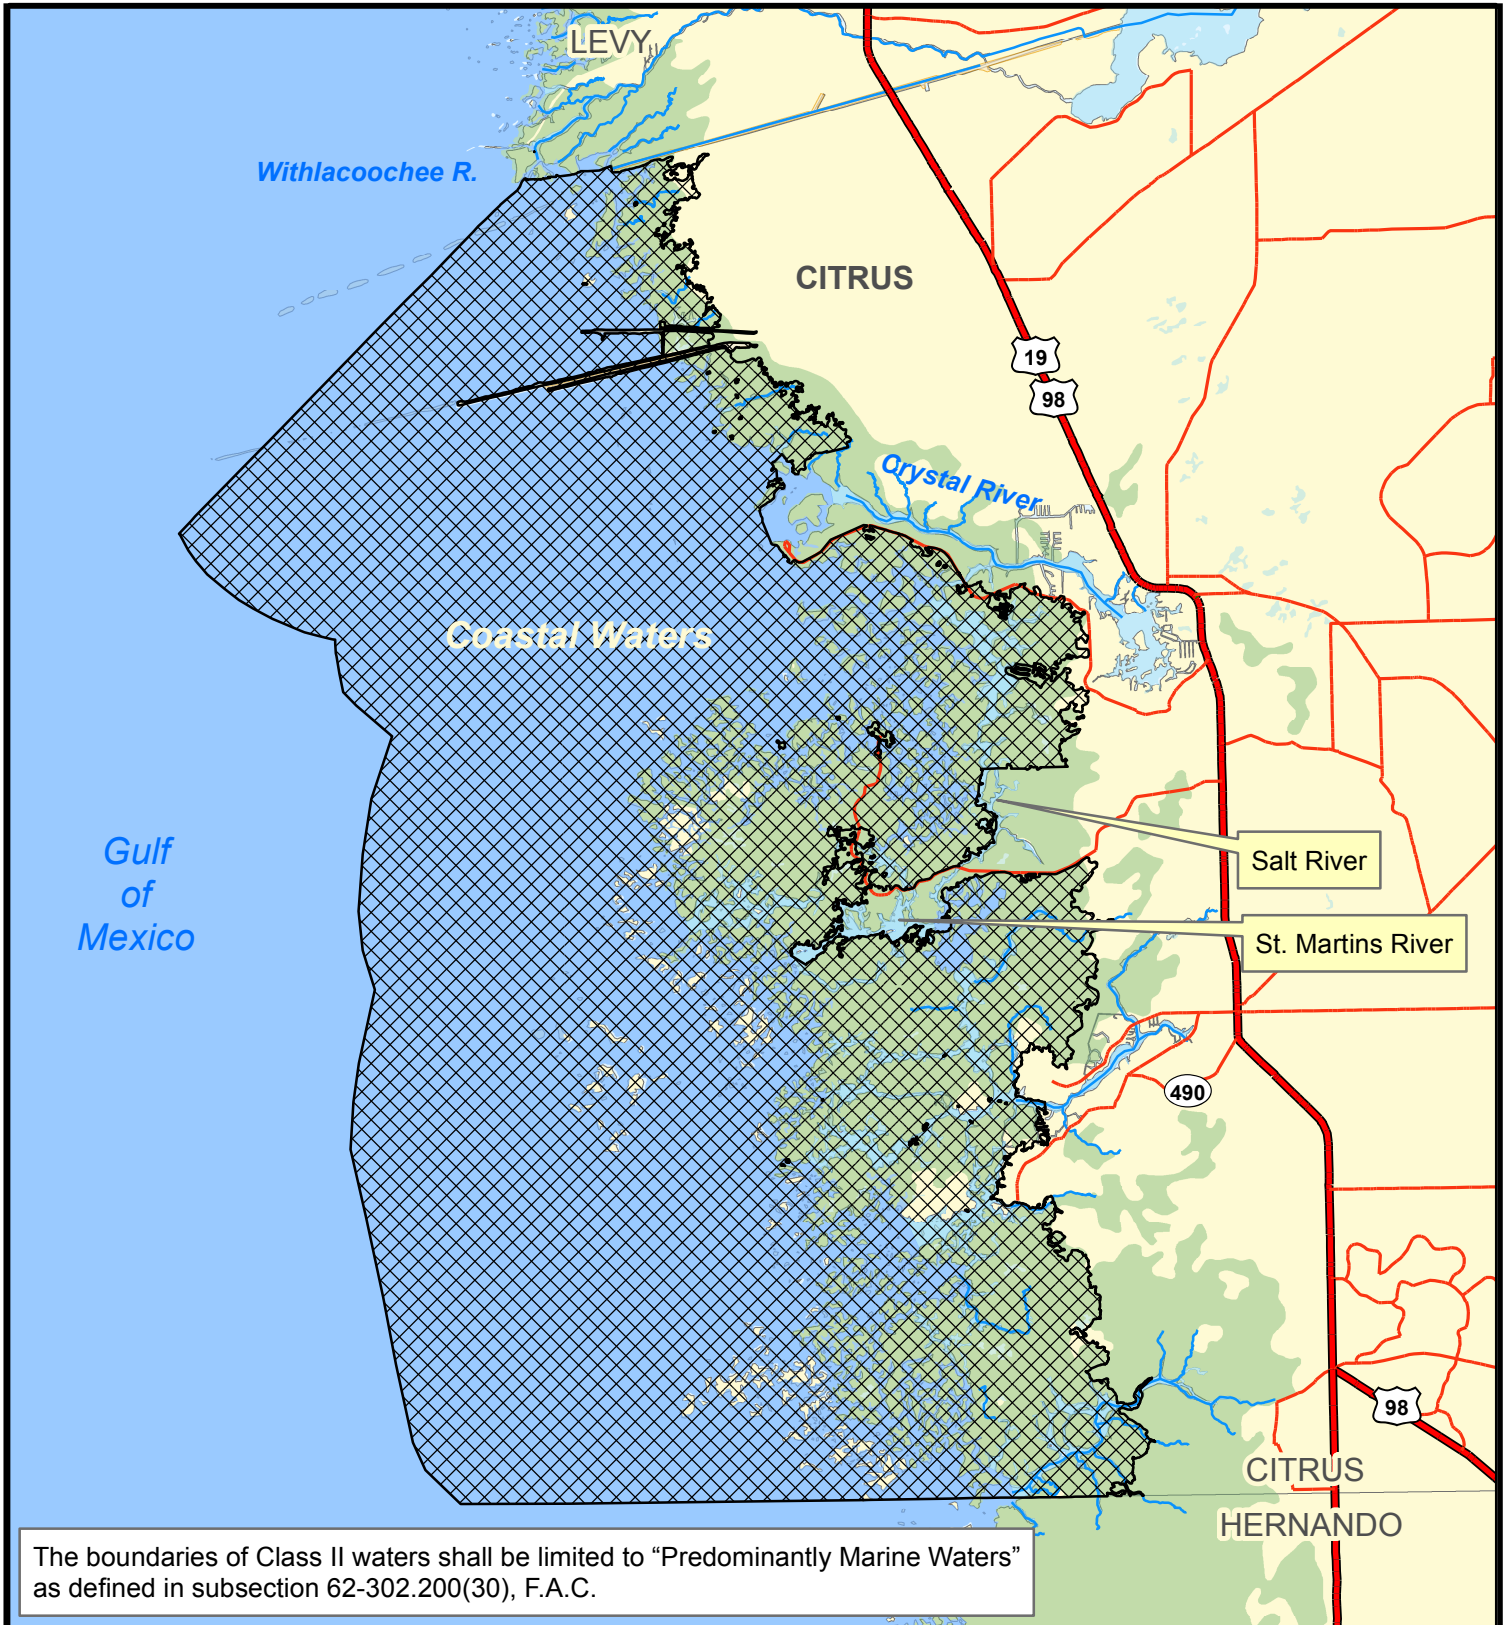 LEVY
Withlacoochee R.
CITRUS
19
98
Crystal River
Coastal Waters
Gulf
of
Mexico
Salt River
St. Martins River
490
98
CITRUS
HERNANDO
The boundaries of Class II waters shall be limited to “Predominantly Marine Waters”
as defined in subsection 62-302.200(30), F.A.C.